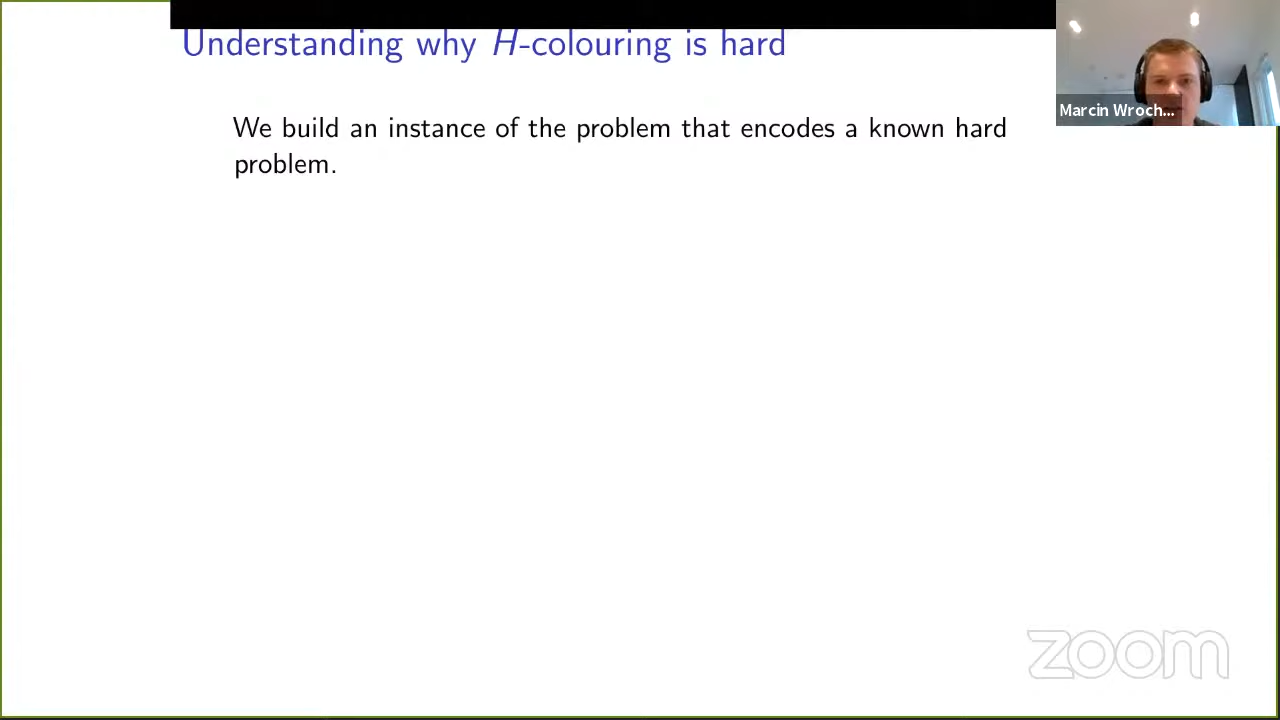 Understanding why H-colouring is hard
Marcin Wroch...
We build an instance of the problem that encodes a known hard
problem.
zoom